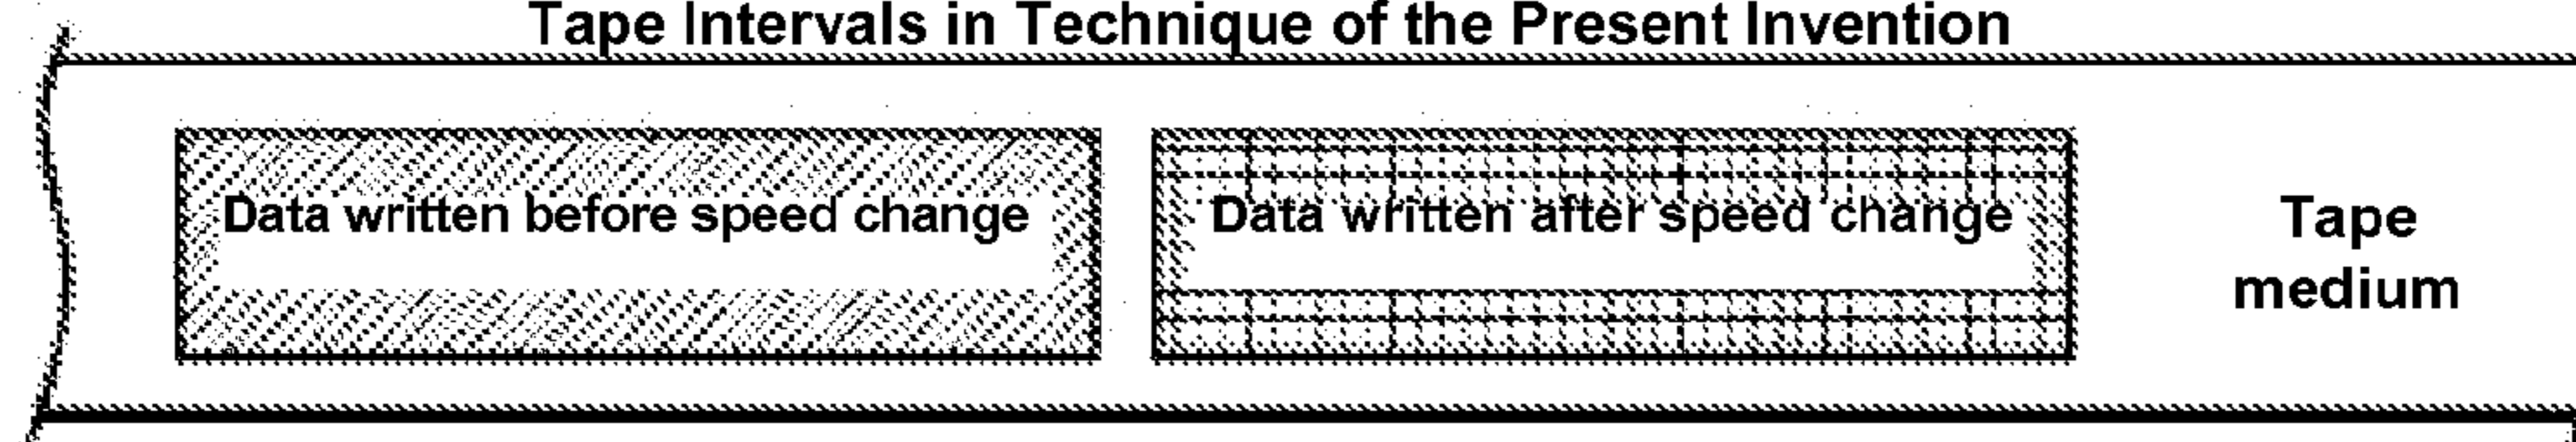 Tape Intervals in Technique of the Present Invention
Data written before speed change
Data written after speed change
Tape
medium